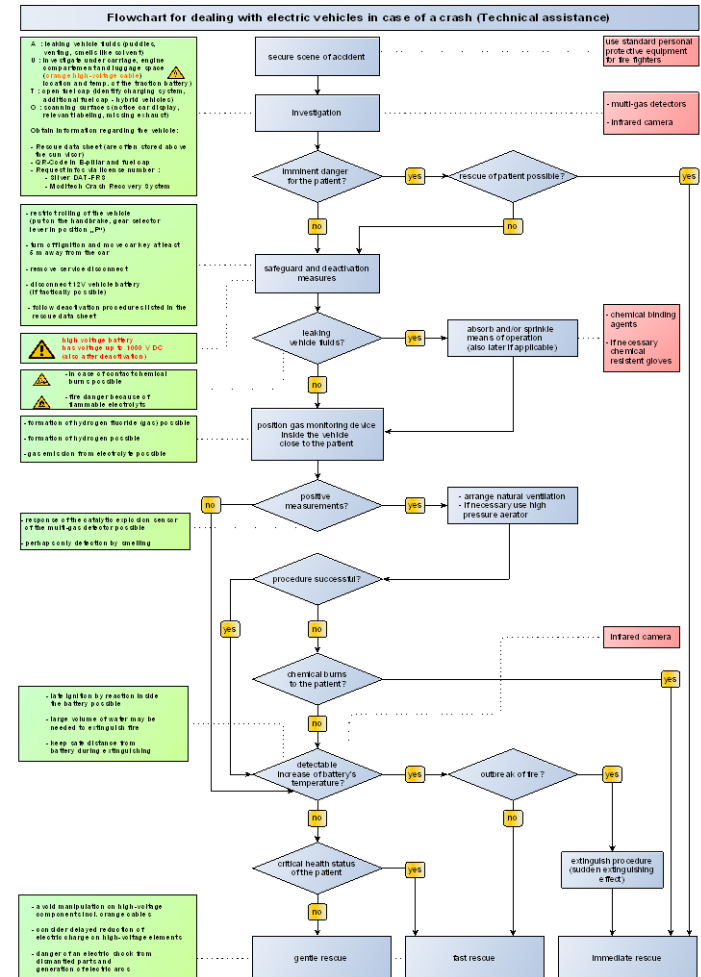 Flowchart for dealing with electric vehicles in case of a crash (Technical assistance)
A : leaking vehicle fluids (puddles,
venting, smells like solvent)
U : Investigate under carriage, engine
compartement and luggage space
(orange high-voltage cable)
location and temp. of the traction battery)
T : open fuel cap (identify charging system,
additional fuel cap - hybrid vehicles)
O : scanning surfaces (notice car display,
relevant labeling, missing exhaust)
Obtain information regarding the vehicle:
- Rescue data sheet (are often stored above
the sun visor)
- QR-Code in B-pillar and fuel cap
- Request infos via license number :
- Silver DAT-FRS
- Moditech Crash Recovery System
secure scene of accident
use standard personal
protective equipment
for fire fighters
investigation
- multi-gas detectors
- infrared camera
imminent danger
for the patient?
yes
rescue of patient possible?
yes
no
no
- restrict rolling of the vehicle
(put on the handbrake, gear selector
lever in position „P“)
- turn off ignition and move car key at least
5 m away from the car
- remove service disconnect
- disconnect 12V vehicle battery
(if tactically possible)
- follow deactivation procedures listed in the
rescue data sheet
safeguard and deactivation
measures
high voltage battery
has voltage up to 1000 V DC
(also after deactivation)
leaking
vehicle fluids?
yes
absorb and/or sprinkle
means of operation
(also later if applicable)
- chemical binding
agents
- if necessary
chemical
resistent gloves
- in case of contact chemical
burns possible
- fire danger because of
flammable electrolyts
no
- formation of hydrogen fluoride (gas) possible
- formation of hydrogen possible
- gas emission from electrolyte possible
position gas monitoring device
inside the vehicle
close to the patient
no
positive
measurements?
yes
- arrange natural ventilation
- if necessary use high
pressure aerator
- response of the catalytic explosion sensor
of the multi-gas detector possible
- perhaps only detection by smelling
procedure successful?
yes
no
infrared camera
chemical burns
to the patient?
yes
- late ignition by reaction inside
the battery possible
- large volume of water may be
needed to extinguish fire
- keep safe distance from
battery during extinguishing
no
detectable
increase of battery's
temperature?
yes
outbreak of fire?
yes
no
no
critical health status
of the patient
yes
extinguish procedure
(sudden extinguishing
effect)
no
- avoid manipulation on high-voltage
components incl. orange cables
- consider delayed reduction of
electric charge on high-voltage elements
- danger of an electric shock from
dismantled parts and
generation of electric arcs
gentle rescue
fast rescue
immediate rescue